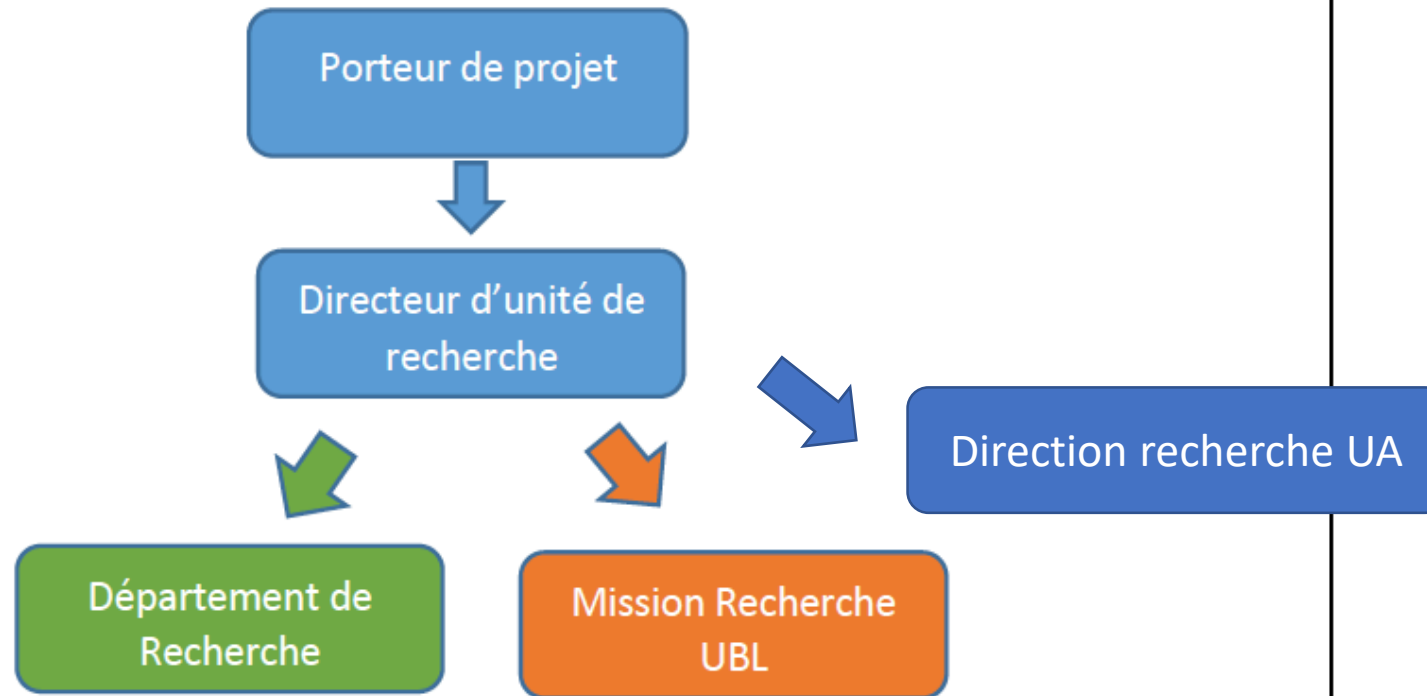 Porteur de projet
Directeur d’unité de
recherche
Direction recherche UA
Département de
Recherche
Mission Recherche
UBL